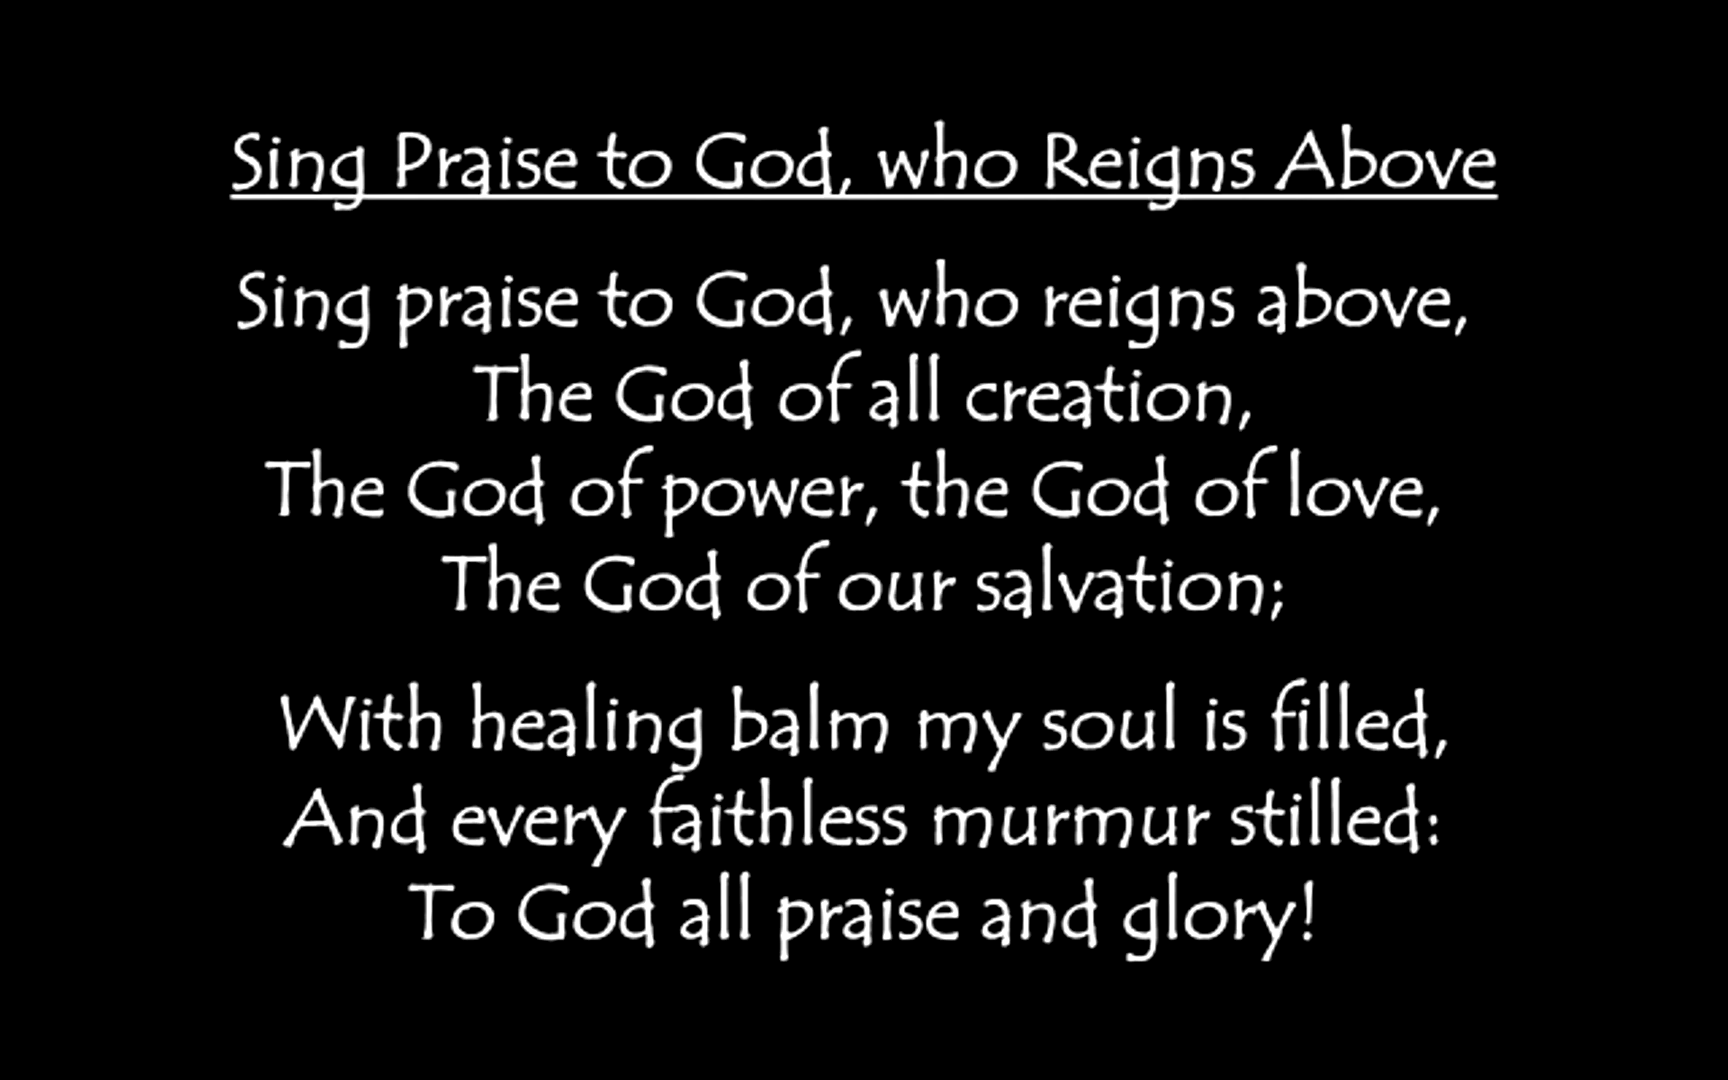 Sing Praise to God, who Reigns Above
Sing praise to God, who reigns above,
The God of all creation,
The God of power, the God of love,
The God of our salvation;
With healing balm my soul is filled,
And every faithless murmur stilled:
To God all praise and glory!